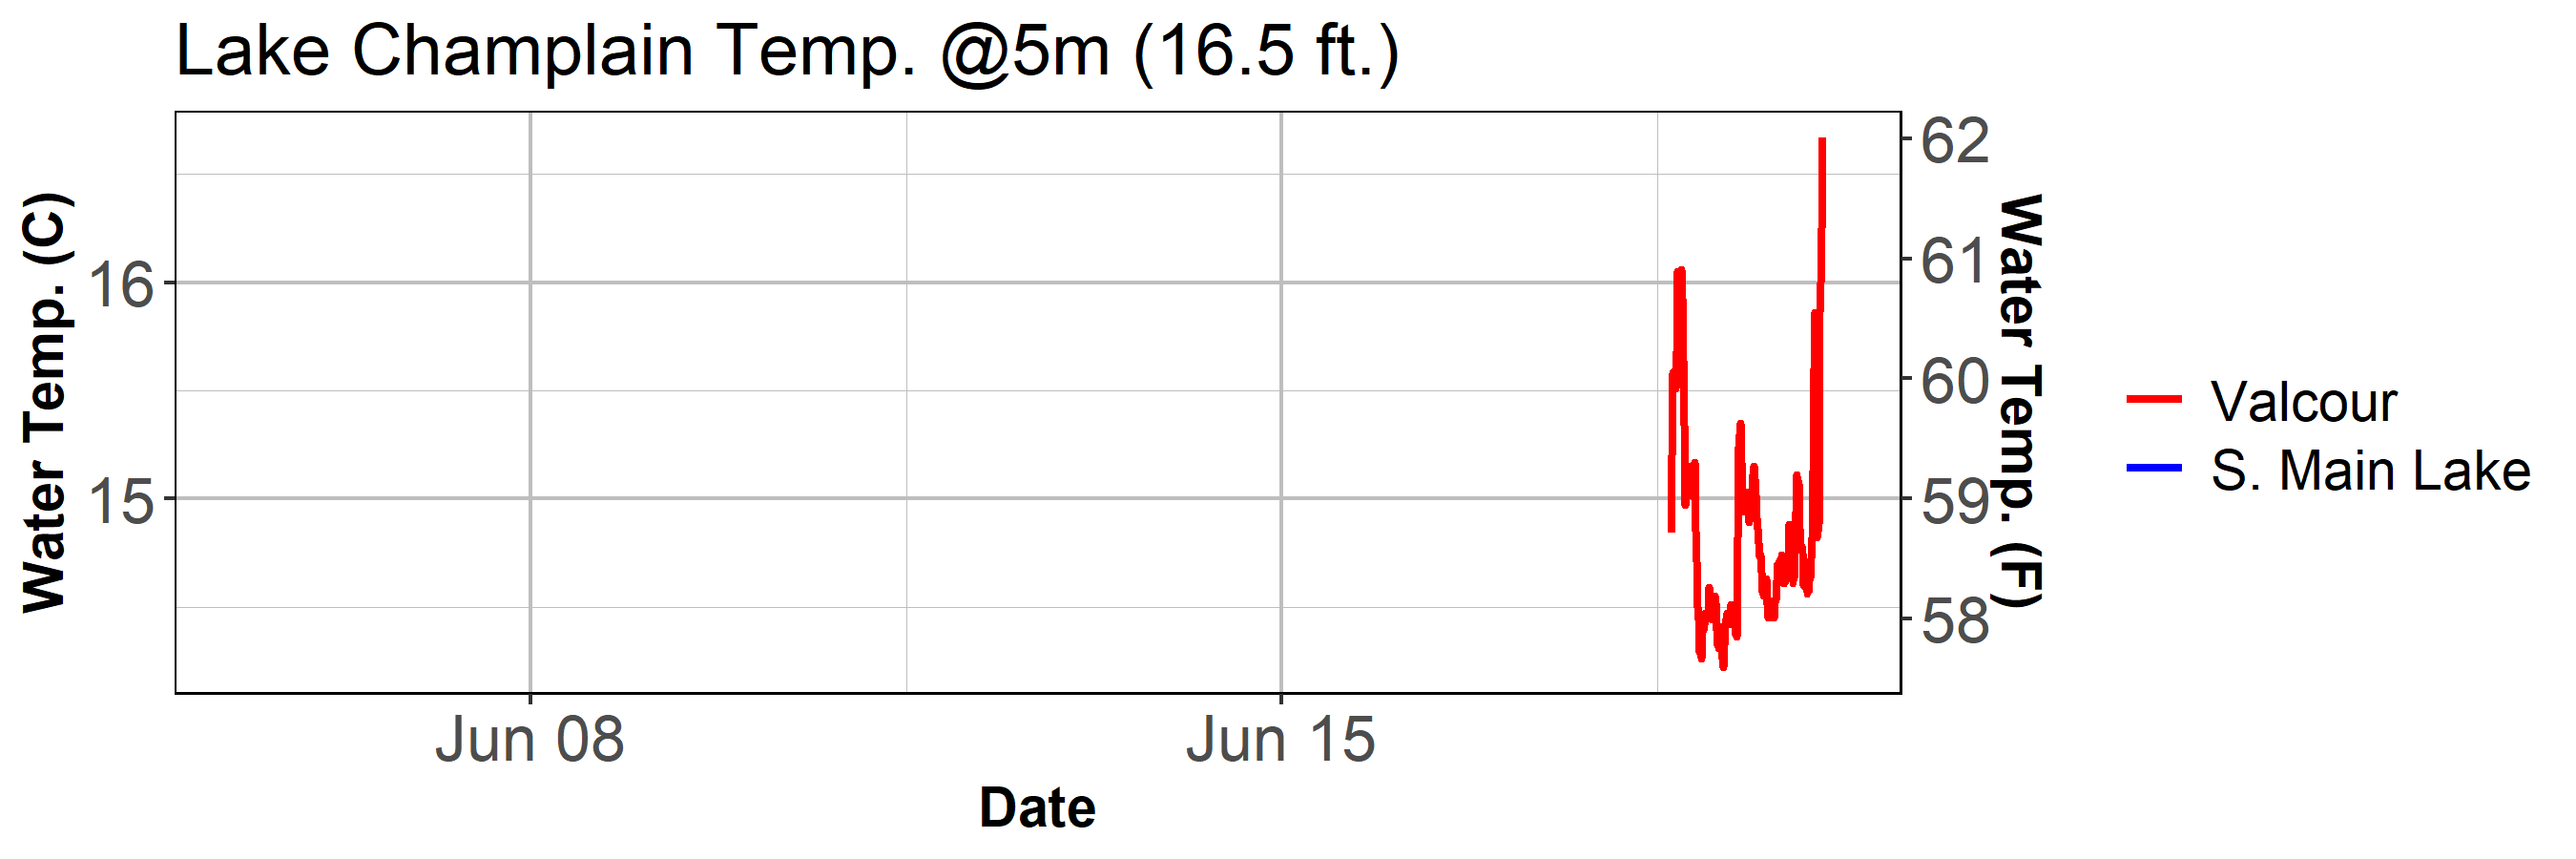 Lake Champlain Temp. @5m (16.5 ft.)
Water Temp. (C)
16
15
62
61
60
59
58
Water Temp. (F)
Jun 08
Jun 15
Date
Valcour
S. Main Lake